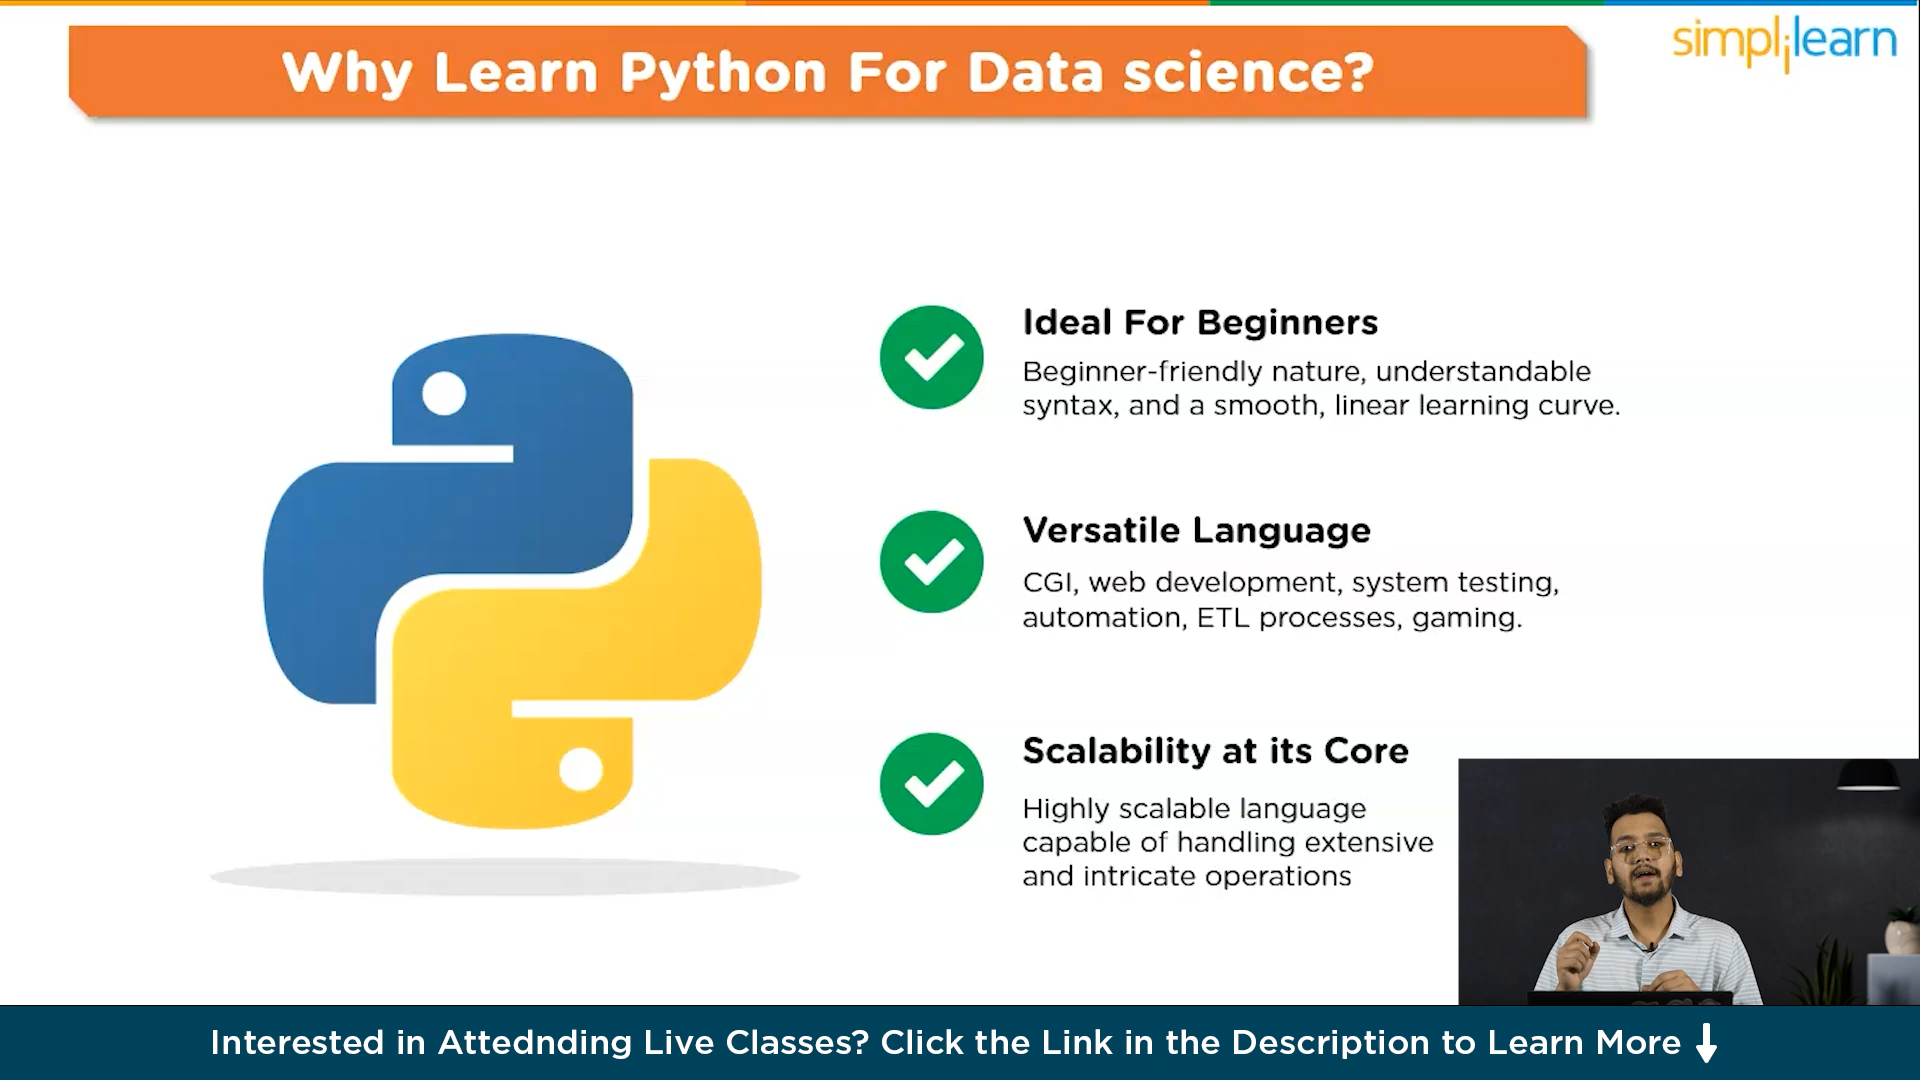 Why Learn Python For Data science?
simplilearn
Ideal For Beginners
Beginner-friendly nature, understandable
syntax, and a smooth, linear learning curve.
Versatile Language
CGI, web development, system testing,
automation, ETL processes, gaming.
Scalability at its Core
Highly scalable language
capable of handling extensive
and intricate operations
Interested in Attednding Live Classes? Click the Link in the Description to Learn More